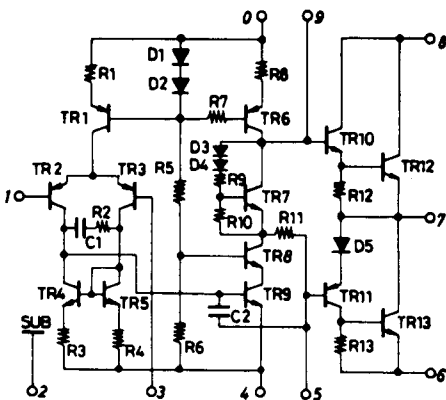 0 9
8
R1 D1 R8
D2
R7
TR1 TR6 TR10
D3 TR12
D4
TR2 TR3 R5 R9 TR7 R12
1 R2 R10 R11 7
C1 TR8 D5
TR4 TR5 TR9 TR11
C2 TR13
R3 R4 R6 R13
SUB
2 3 4 5 6